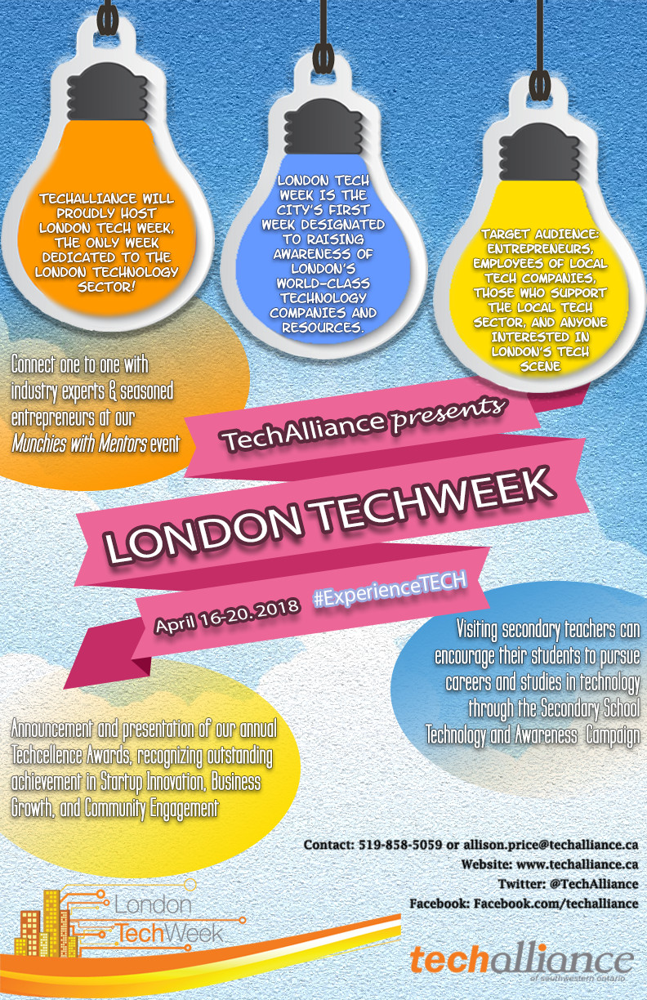 TECHALLIANCE WILL
PROUDLY HOST
LONDON TECH WEEK,
THE ONLY WEEK
DEDICATED TO THE
LONDON TECHNOLOGY
SECTOR!
LONDON TECH
WEEK IS THE
CITY'S FIRST
WEEK DESIGNATED
TO RAISING
AWARENESS OF
LONDON'S
WORLD-CLASS
TECHNOLOGY
COMPANIES AND
RESOURCES.
TARGET AUDIENCE:
ENTREPRENEURS,
EMPLOYEES OF LOCAL
TECH COMPANIES,
THOSE WHO SUPPORT
THE LOCAL TECH
SECTOR, AND ANYONE
INTERESTED IN
LONDON'S TECH
SCENE
Connect one to one with
industry experts & seasoned
entrepreneurs at our
Munchies with Mentors event
TechAlliance presents
LONDON TECHWEEK
April 16-20. 2018 #ExperienceTECH
Visiting secondary teachers can
encourage their students to pursue
careers and studies in technology
through the Secondary School
Technology and Awareness Campaign
Announcement and presentation of our annual
Techcellence Awards, recognizing outstanding
achievement in Startup Innovation, Business
Growth, and Community Engagement
Contact: 519-858-5059 or allison.price@techalliance.ca
Website: www.techalliance.ca
Twitter: @TechAlliance
Facebook: Facebook.com/techalliance
London
TechWeek
techalliance
of southwestern ontario